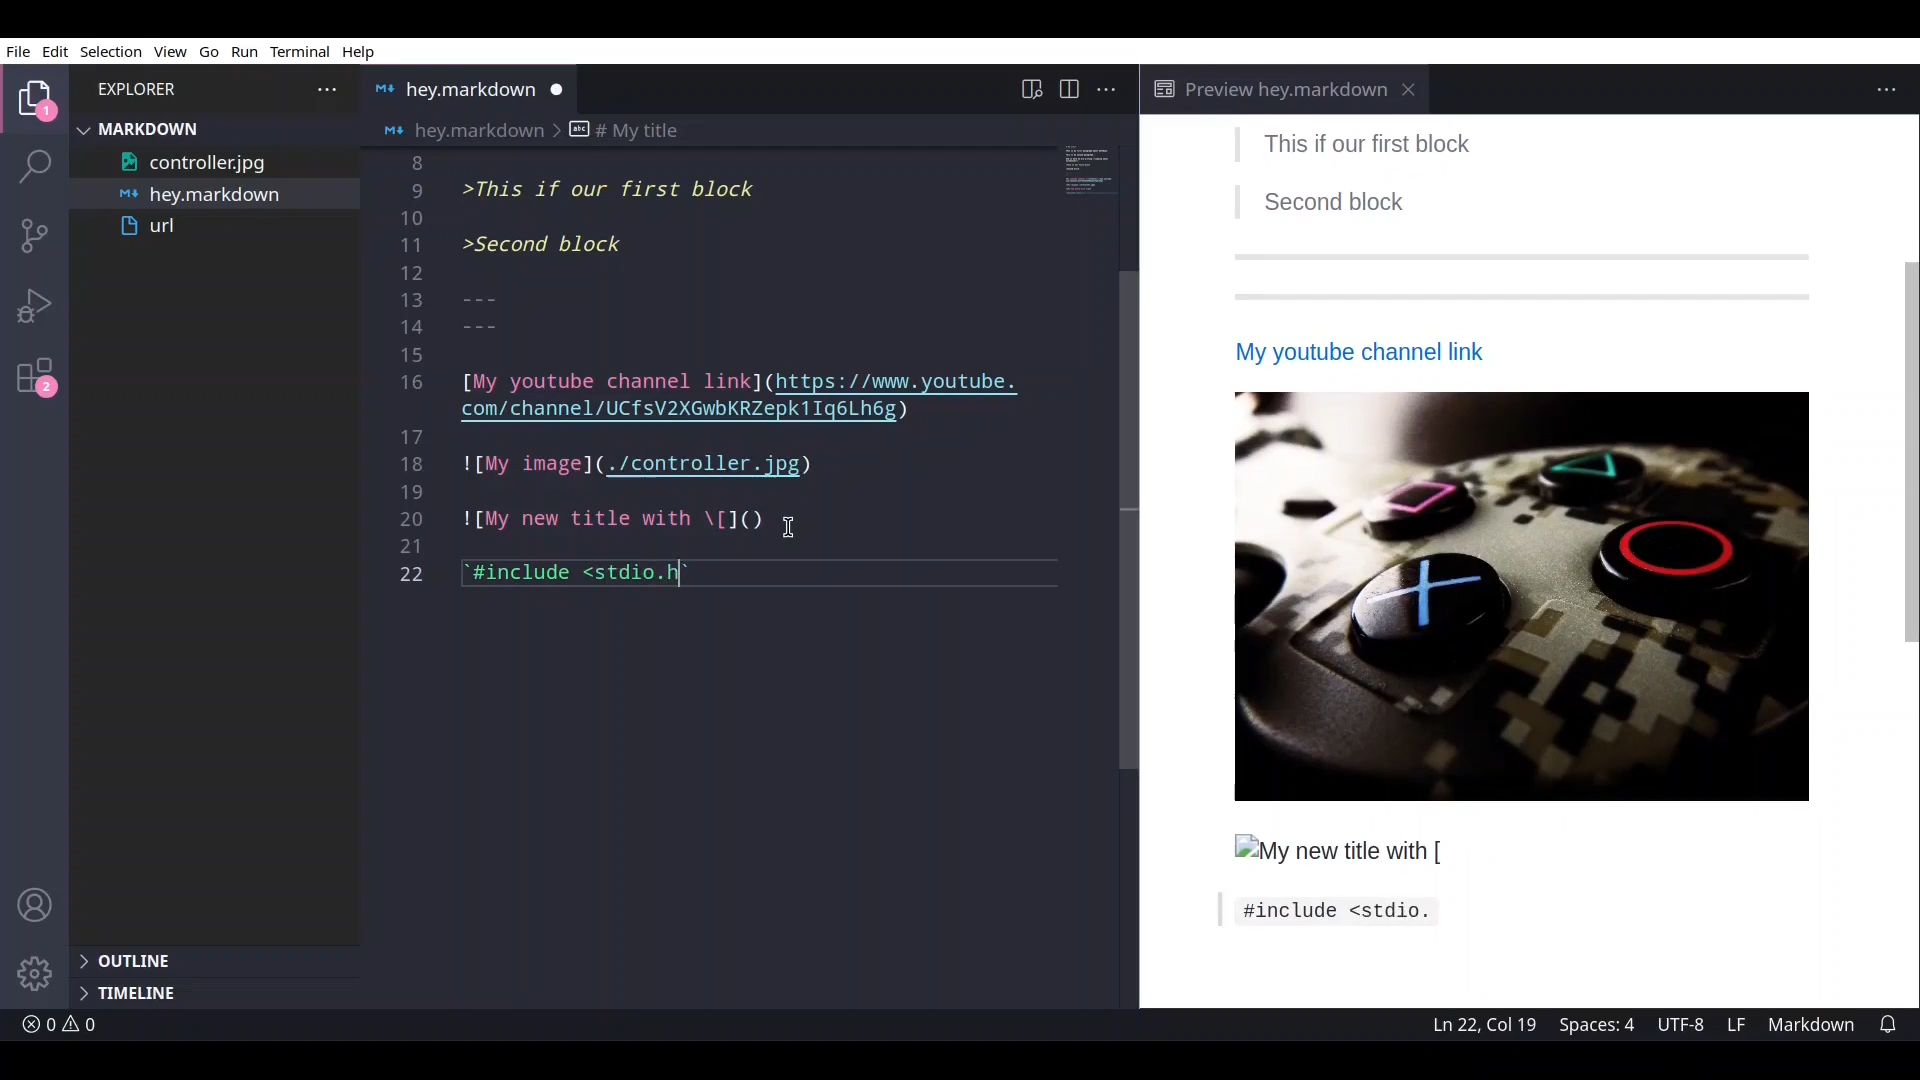 File Edit Selection View Go Run Terminal Help
EXPLORER
1
MARKDOWN
controller.jpg
hey.markdown
url
2
OUTLINE
TIMELINE
hey.markdown
hey.markdown > # My title
8
9 >This if our first block
10
11 >Second block
12
13 ---
14 ---
15
16 [My youtube channel link](https://www.youtube.
com/channel/UCfsV2XGwbKRZepk1Iq6Lh6g)
17
18 ![My image](./controller.jpg)
19
20 ![My new title with \[]()
21
22 `#include <stdio.h`
Preview hey.markdown
This if our first block
Second block
My youtube channel link
My new title with [
#include <stdio.
0 0
Ln 22, Col 19 Spaces: 4 UTF-8 LF Markdown